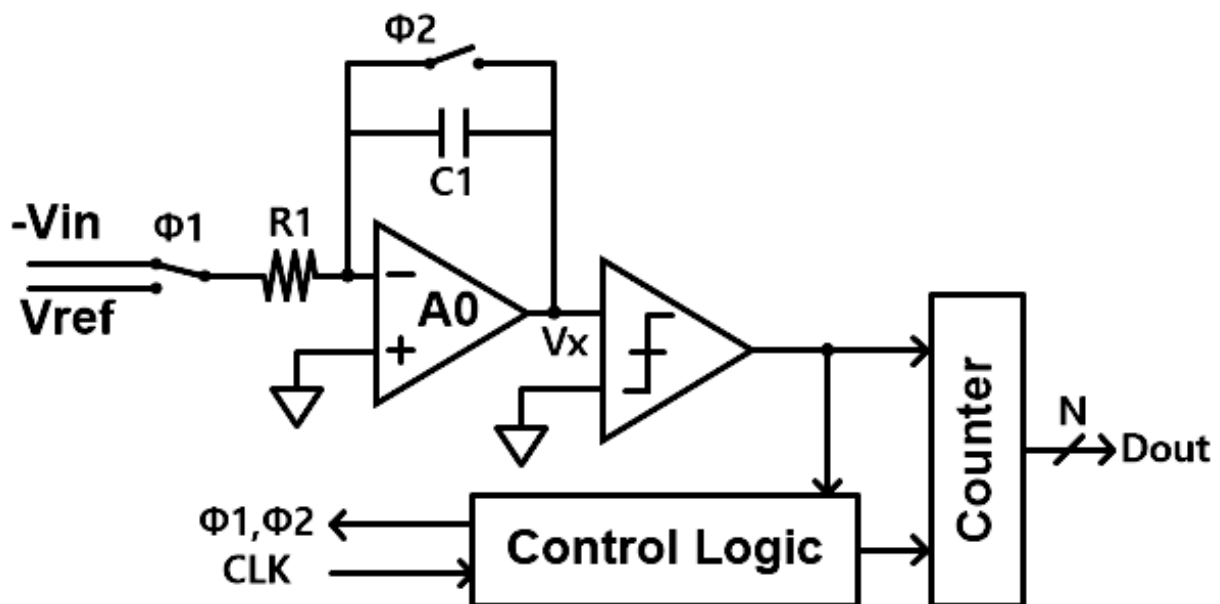 Φ2
C1
-Vin
Φ1
R1
Vref
−
A0
+
Vx
Counter
N
Dout
Φ1,Φ2
CLK
Control Logic